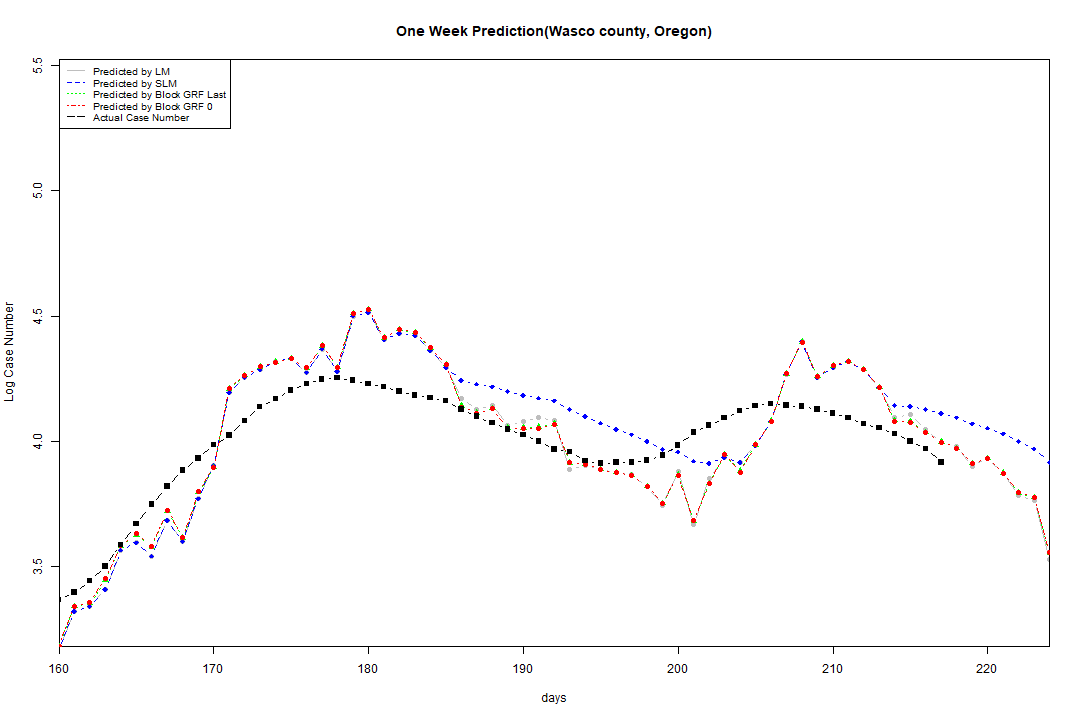 One Week Prediction(Wasco county, Oregon)
Predicted by LM
Predicted by SLM
Predicted by Block GRF Last
Predicted by Block GRF 0
Actual Case Number
5.5
5.0
4.5
4.0
3.5
Log Case Number
160 170 180 190 200 210 220
days